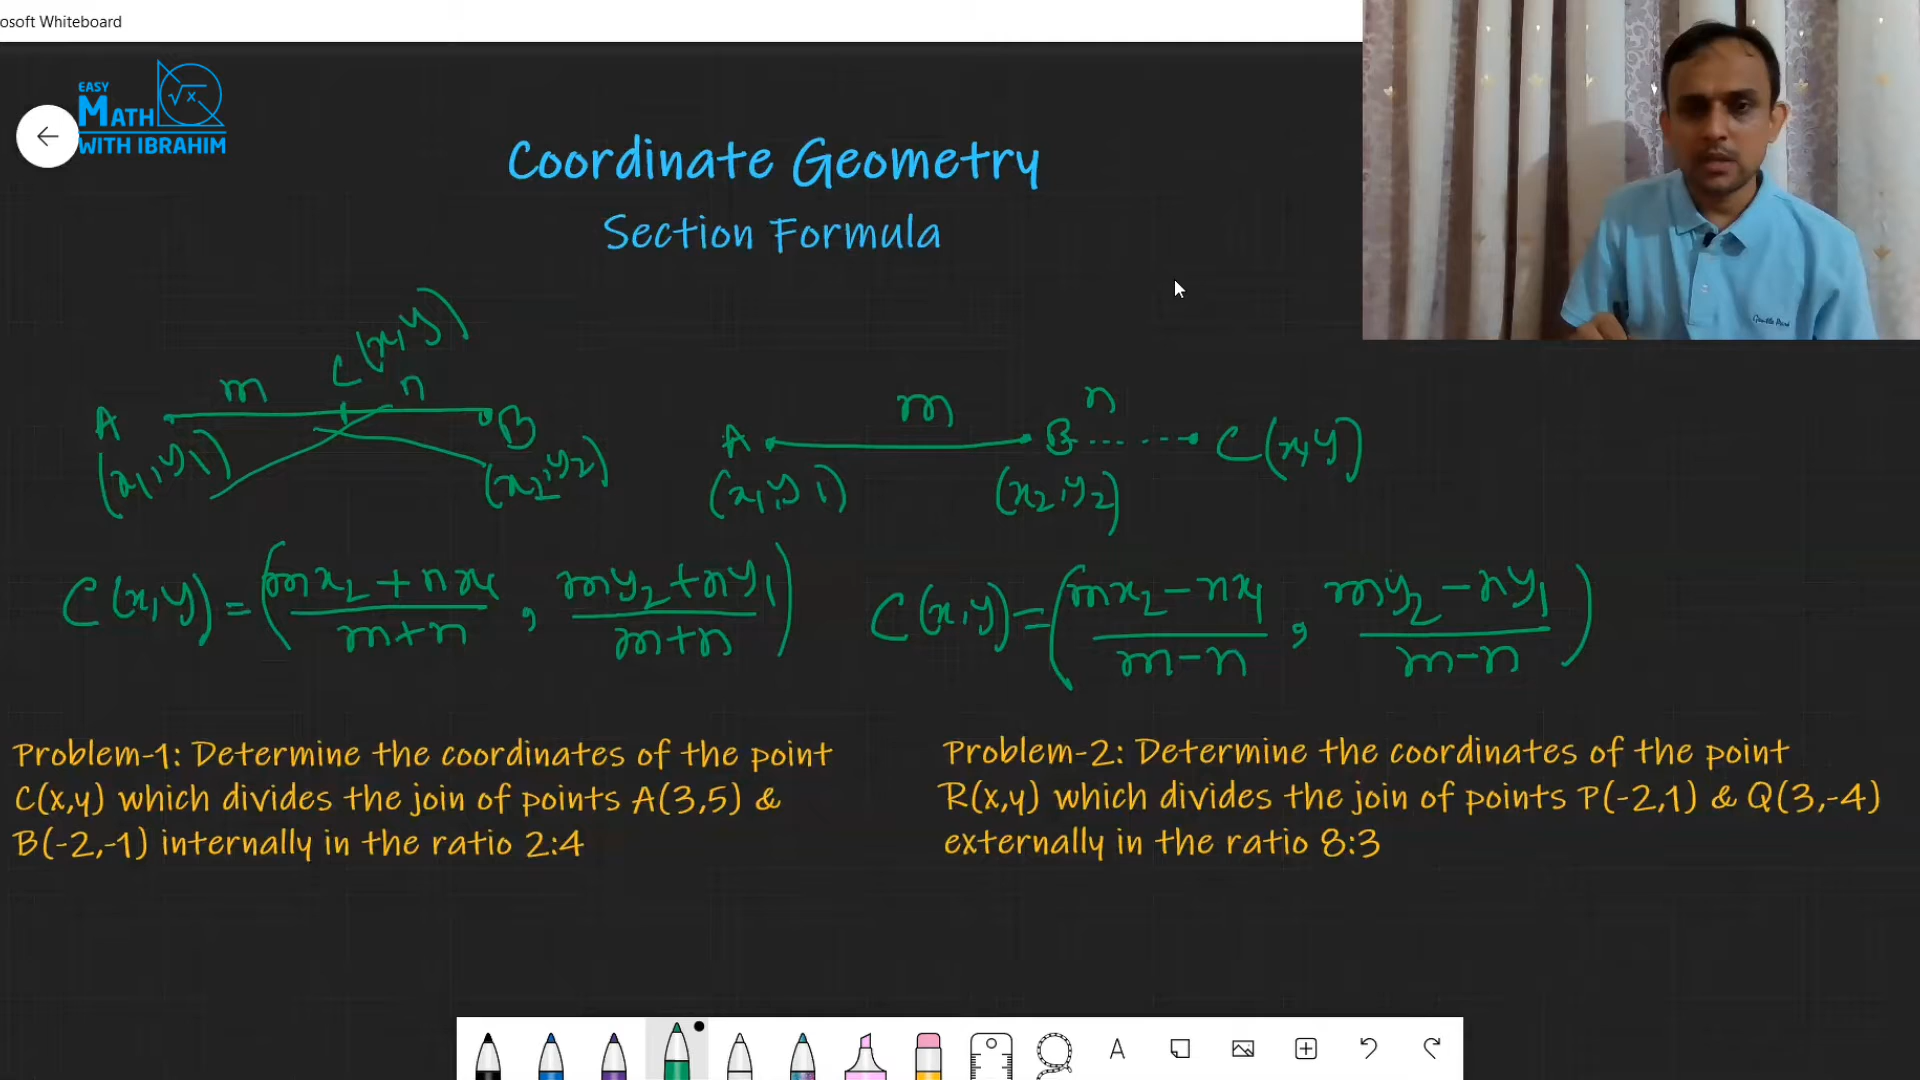 osoft Whiteboard
EASY
MATH
√x
WITH IBRAHIM
Coordinate Geometry
Section Formula
C(x,y)
m n
A B
(x₁,y₁) (x₂,y₂)
m n
A B C(x,y)
(x₁,y₁) (x₂,y₂)
C(x,y) = ((mx₂+nx₁)/(m+n), (my₂+ny₁)/(m+n))
C(x,y) = ((mx₂-nx₁)/(m-n), (my₂-ny₁)/(m-n))
Problem-1: Determine the coordinates of the point
C(x,y) which divides the join of points A(3,5) &
B(-2,-1) internally in the ratio 2:4
Problem-2: Determine the coordinates of the point
R(x,y) which divides the join of points P(-2,1) & Q(3,-4)
externally in the ratio 8:3
A